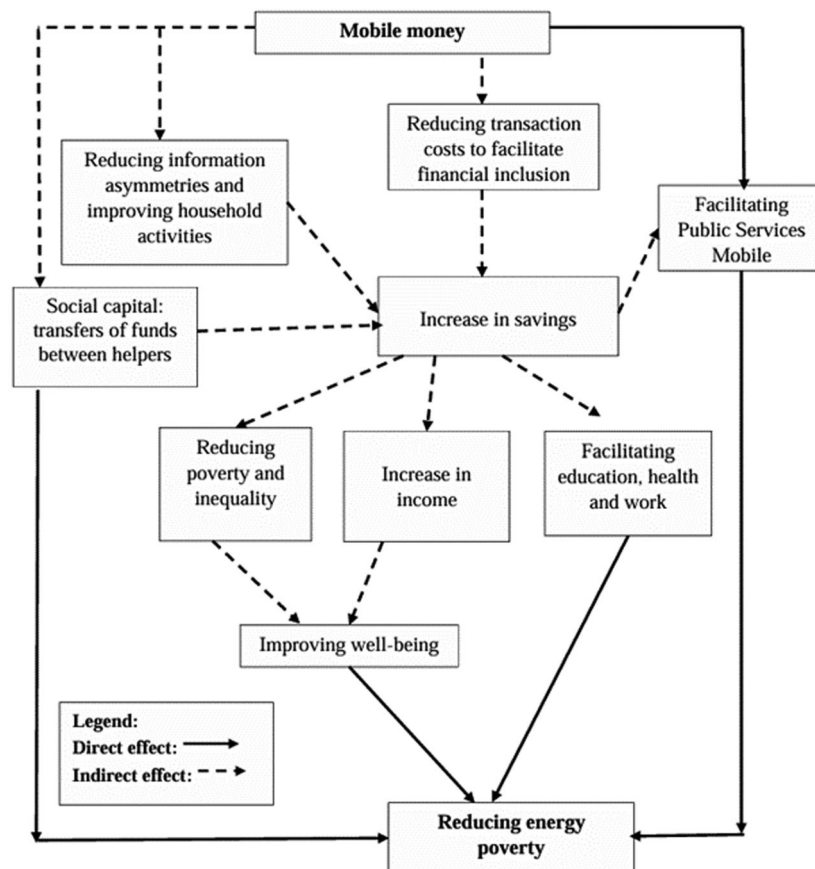 Mobile money
Reducing transaction
costs to facilitate
financial inclusion
Reducing information
asymmetries and
improving household
activities
Facilitating
Public Services
Mobile
Social capital:
transfers of funds
between helpers
Increase in savings
Reducing
poverty and
inequality
Increase in
income
Facilitating
education, health
and work
Improving well-being
Legend:
Direct effect:
Indirect effect:
Reducing energy
poverty